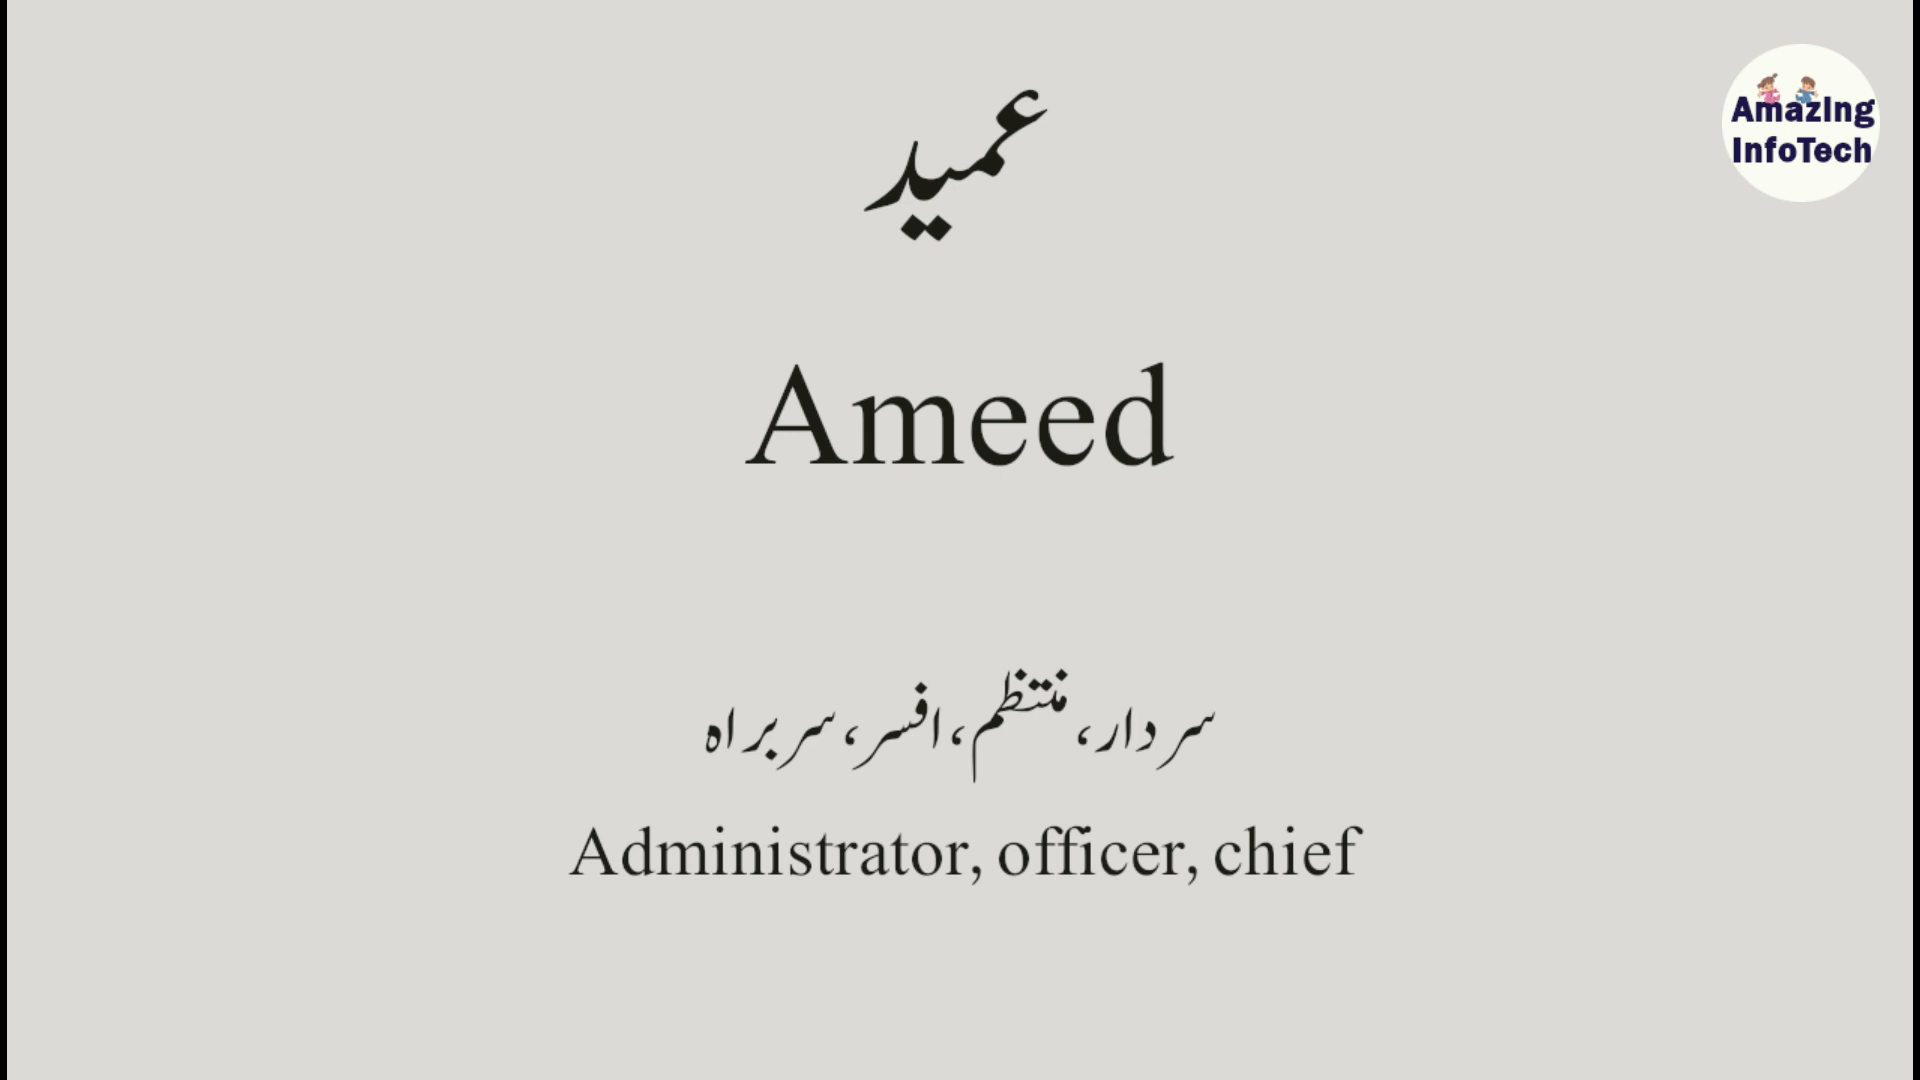 Amazing
InfoTech
عمید
Ameed
سردار، منتظم، افسر، سربراہ
Administrator, officer, chief